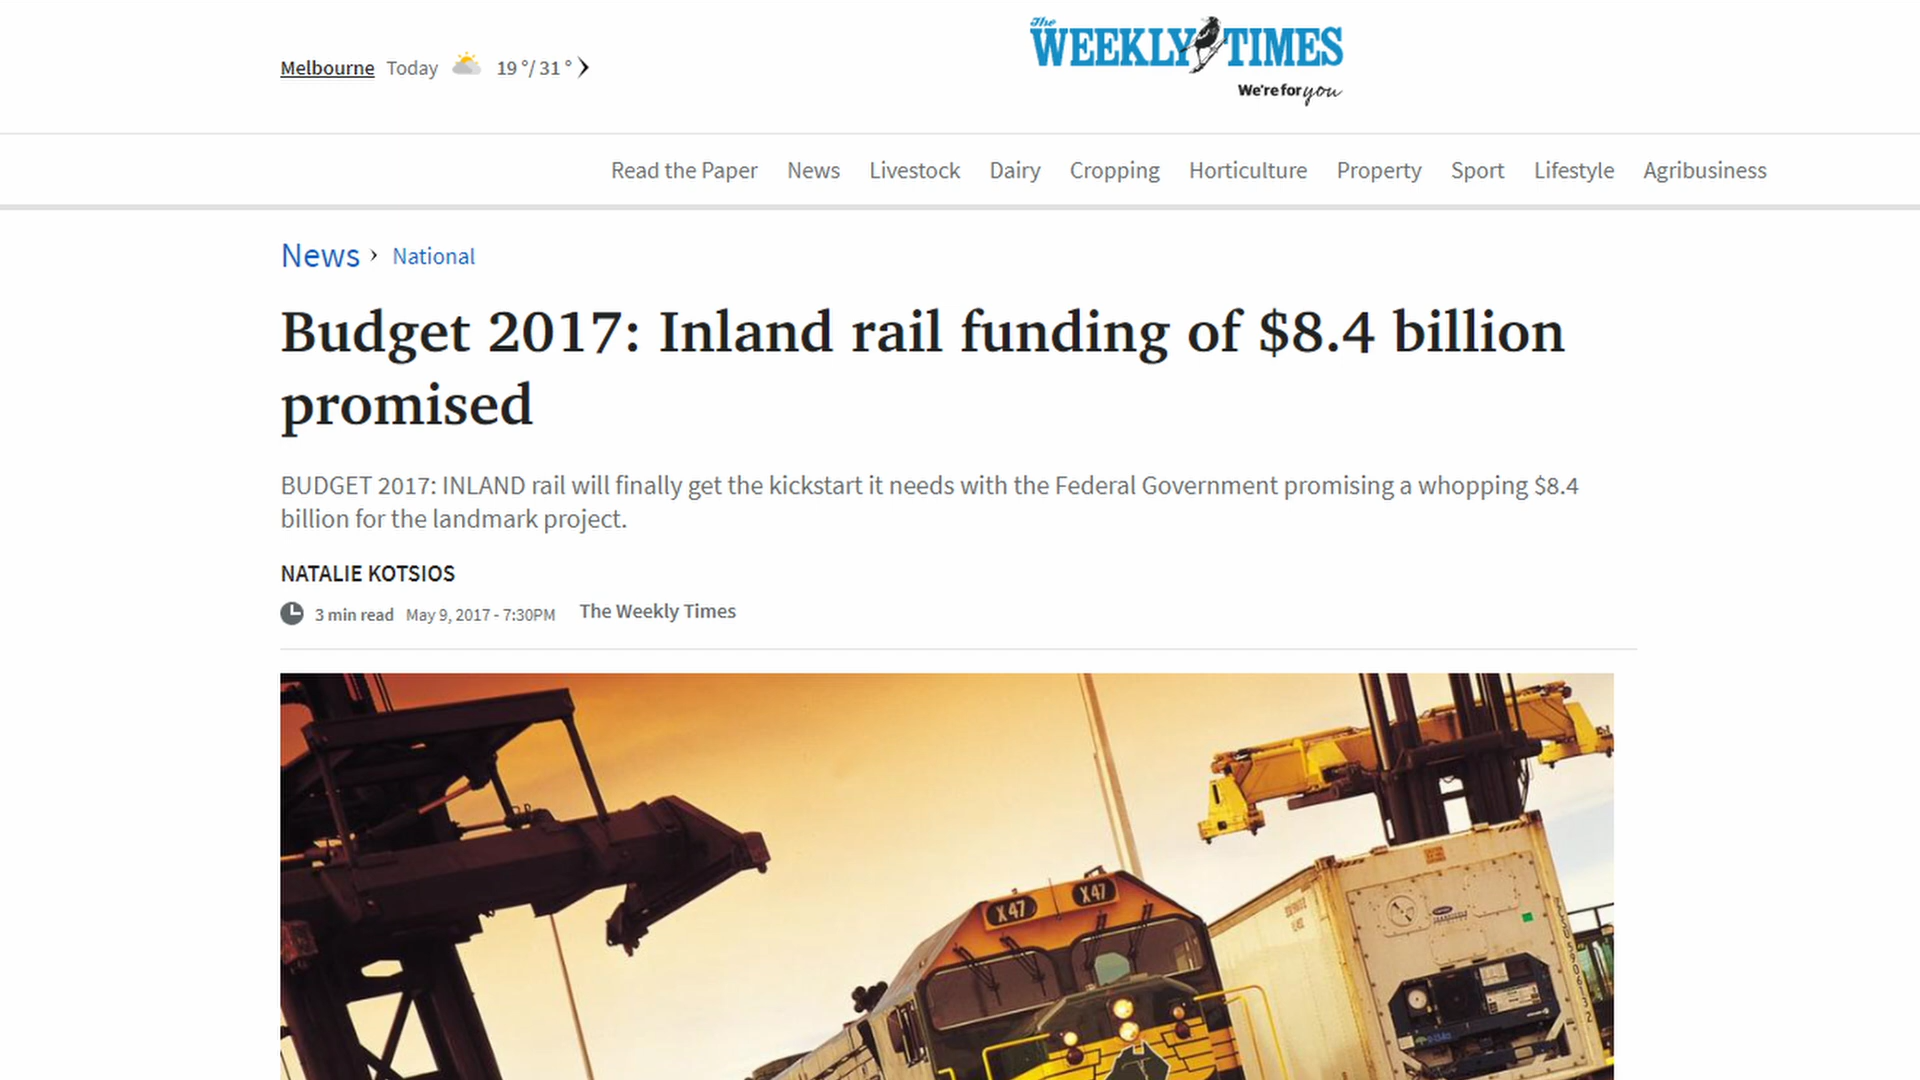 The
WEEKLY TIMES
We're for you
Melbourne Today 19°/ 31°
Read the Paper News Livestock Dairy Cropping Horticulture Property Sport Lifestyle Agribusiness
News › National
Budget 2017: Inland rail funding of $8.4 billion
promised
BUDGET 2017: INLAND rail will finally get the kickstart it needs with the Federal Government promising a whopping $8.4
billion for the landmark project.
NATALIE KOTSIOS
3 min read May 9, 2017 - 7:30PM The Weekly Times
X47 X47